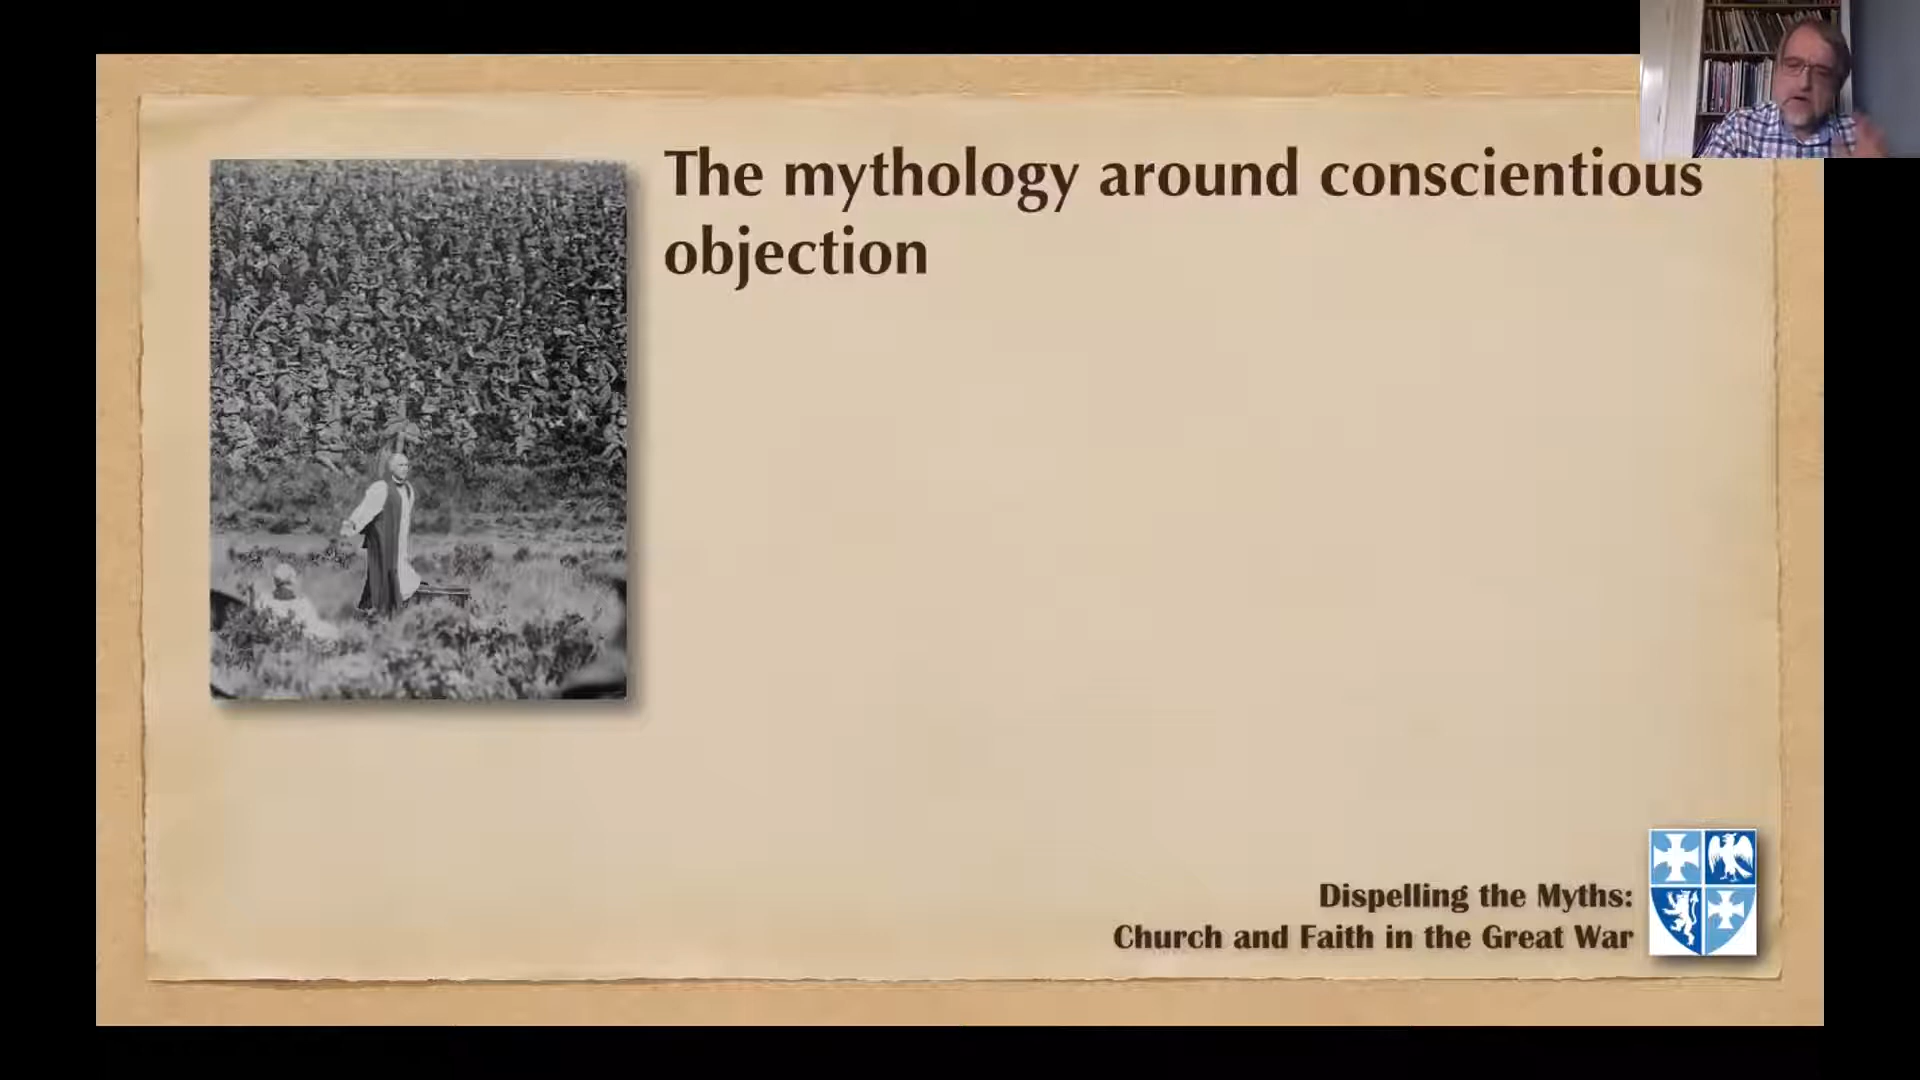 The mythology around conscientious
objection
Dispelling the Myths:
Church and Faith in the Great War